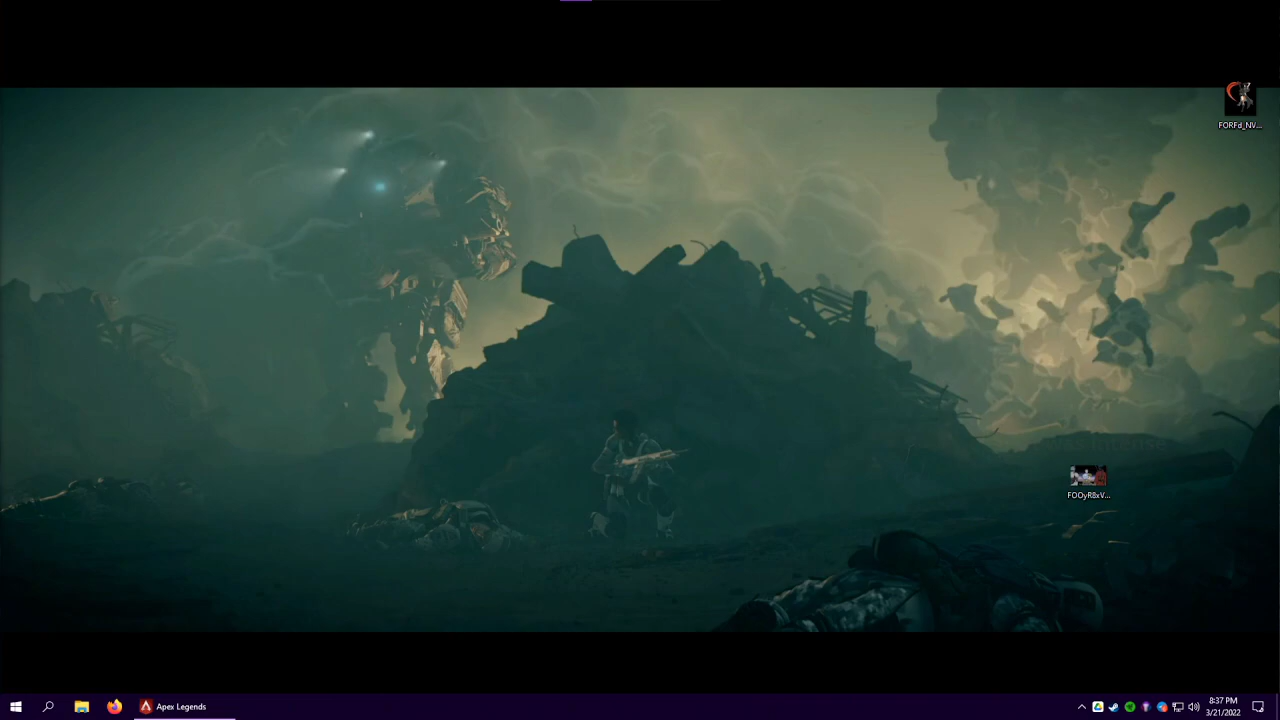 FORFd_NV...
FOOyR8xV...
Apex Legends
8:37 PM
3/21/2022